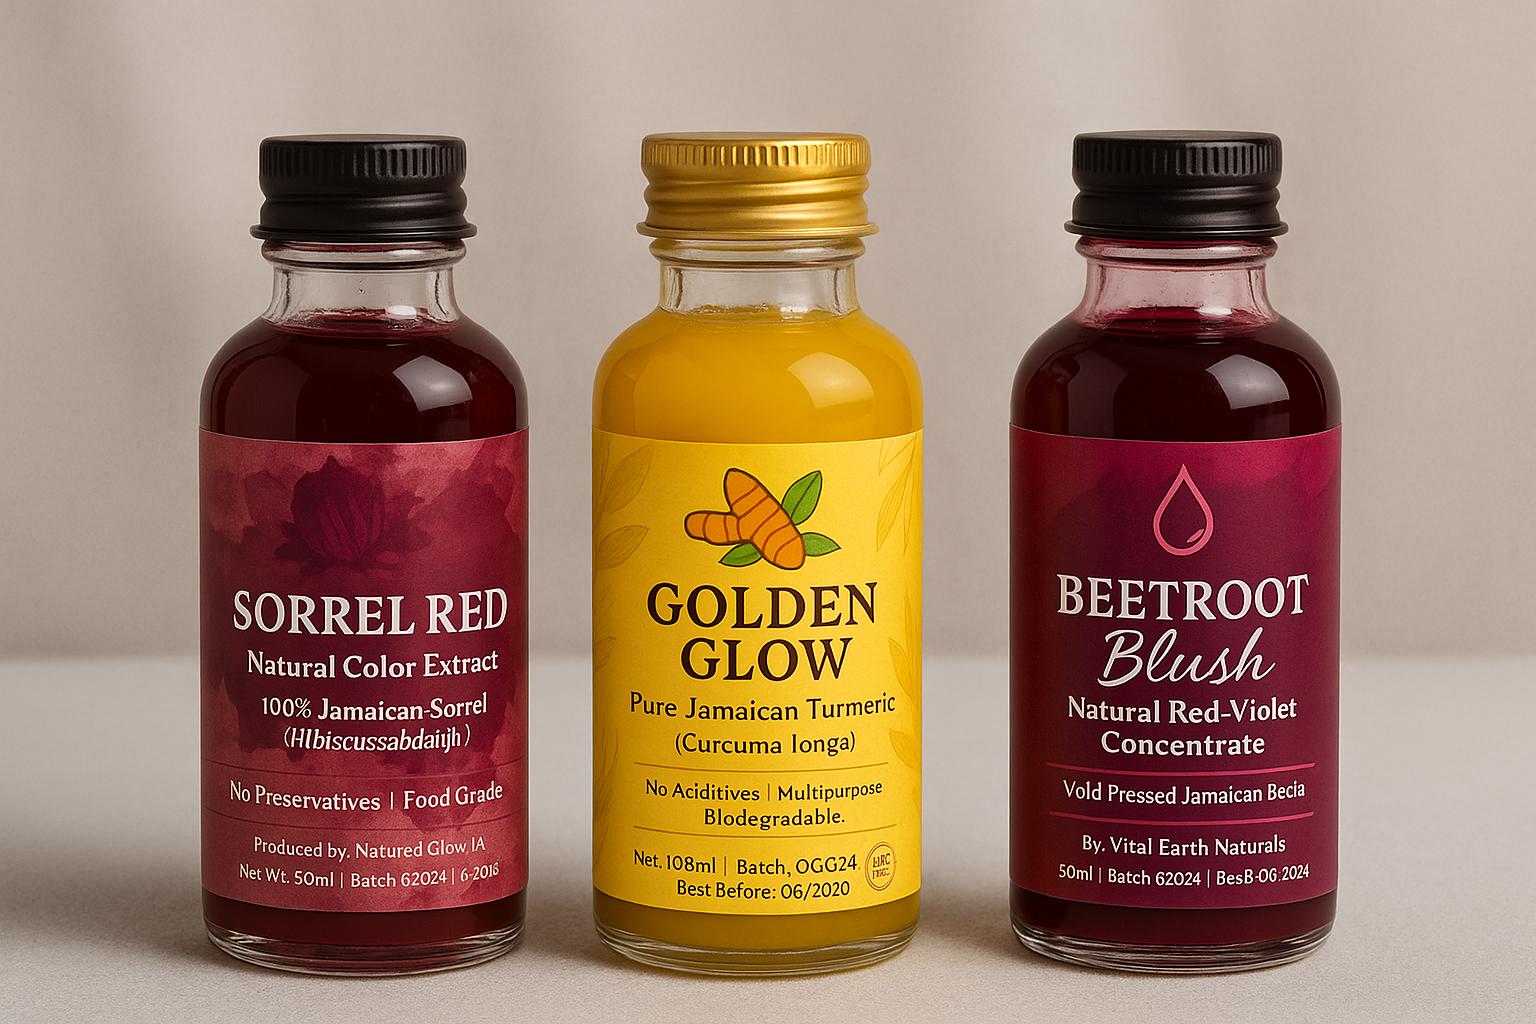 SORREL RED
Natural Color Extract
100% Jamaican-Sorrel
No Preservatives | Food Grade
Produced by. Natured Glow, IA
Net Wt. 50ml | Batch 62024 | 6-2018
GOLDEN
GLOW
Pure Jamaican Turmeric
(Curcuma longa)
No Aciditives | Multipurpose
Blodegradable.
Net. 108ml | Batch, OGG24.
Best Before: 06/2020
BEETROOT
Blush
Natural Red-Violet
Concentrate
Vold Pressed Jamaican Becia
By. Vital Earth Naturals
50ml | Batch 62024 | BesB-06:2024